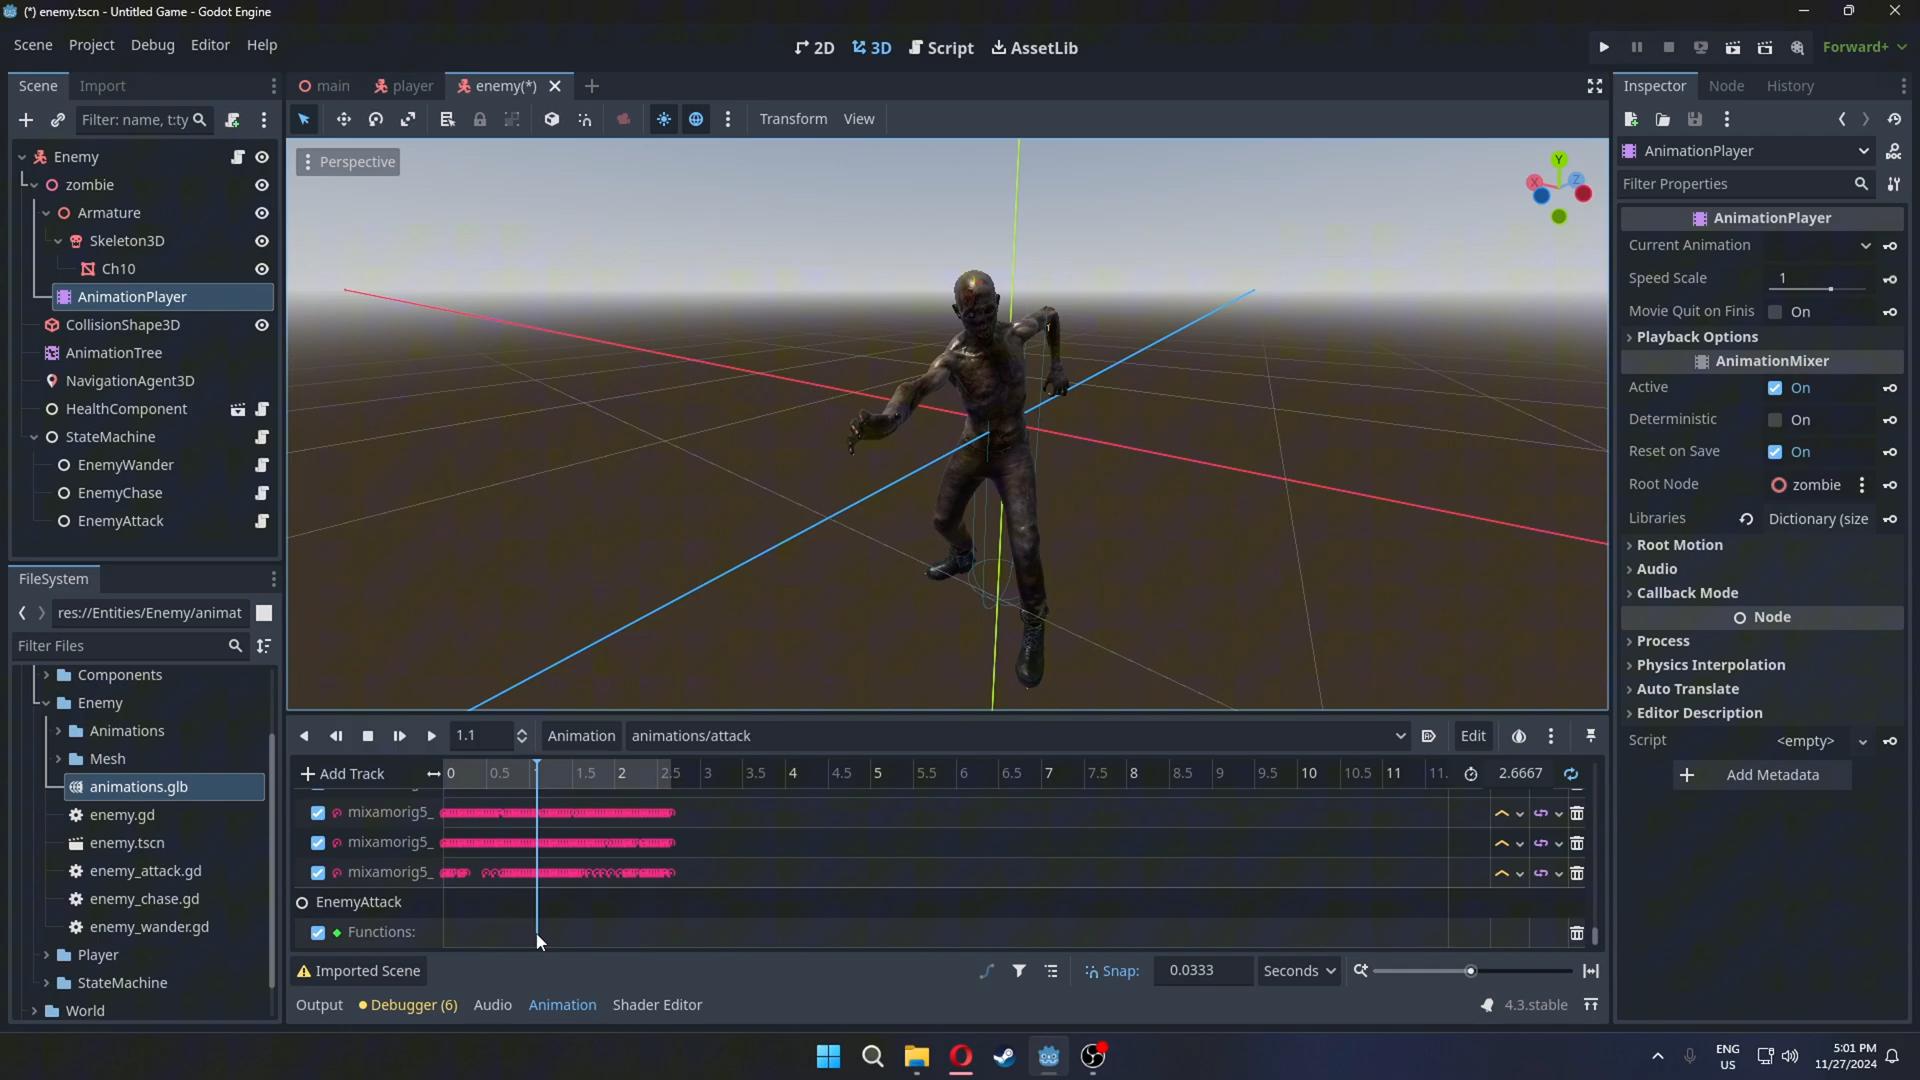 (*) enemy.tscn - Untitled Game - Godot Engine
Scene Project Debug Editor Help
2D 3D Script AssetLib
Forward+
Scene Import
main player enemy(*)
Inspector Node History
Filter: name, t:ty
Transform View
Perspective
Y
X
Z
Enemy
zombie
Armature
Skeleton3D
Ch10
AnimationPlayer
CollisionShape3D
AnimationTree
NavigationAgent3D
HealthComponent
StateMachine
EnemyWander
EnemyChase
EnemyAttack
FileSystem
res://Entities/Enemy/animat
Filter Files
Components
Enemy
Animations
Mesh
animations.glb
enemy.gd
enemy.tscn
enemy_attack.gd
enemy_chase.gd
enemy_wander.gd
Player
StateMachine
World
AnimationPlayer
DOC
Filter Properties
AnimationPlayer
Current Animation
Speed Scale 1
Movie Quit on Finis On
Playback Options
AnimationMixer
Active On
Deterministic On
Reset on Save On
Root Node zombie
Libraries Dictionary (size
Root Motion
Audio
Callback Mode
Node
Process
Physics Interpolation
Auto Translate
Editor Description
Script <empty>
Add Metadata
1.1 Animation animations/attack Edit
Add Track 0 0.5 1.5 2 2.5 3 3.5 4 4.5 5 5.5 6 6.5 7 7.5 8 8.5 9 9.5 10 10.5 11 11. 2.6667
mixamorig5_
mixamorig5_
mixamorig5_
EnemyAttack
Functions:
Imported Scene Snap: 0.0333 Seconds
Output Debugger (6) Audio Animation Shader Editor 4.3.stable
ENG
US
5:01 PM
11/27/2024